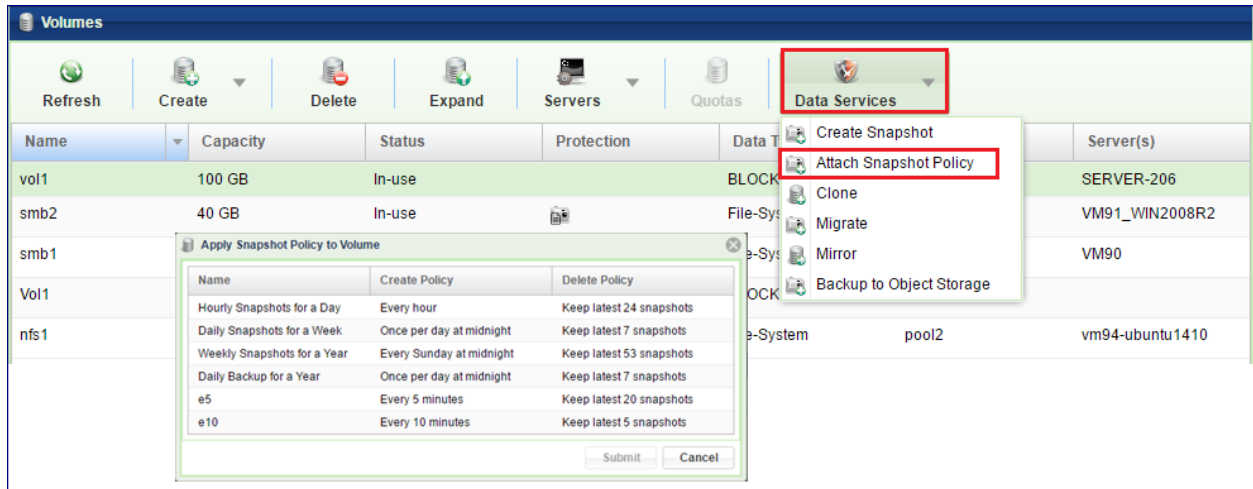 Volumes
Refresh Create Delete Expand Servers Quotas Data Services
Name Capacity Status Protection Data T Server(s)
Create Snapshot
Attach Snapshot Policy
Clone
Migrate
Mirror
Backup to Object Storage
vol1 100 GB In-use BLOCK SERVER-206
smb2 40 GB In-use File-Sys VM91_WIN2008R2
smb1 e-Sys VM90
Vol1 OCK
nfs1 e-System pool2 vm94-ubuntu1410
Apply Snapshot Policy to Volume
Name Create Policy Delete Policy
Hourly Snapshots for a Day Every hour Keep latest 24 snapshots
Daily Snapshots for a Week Once per day at midnight Keep latest 7 snapshots
Weekly Snapshots for a Year Every Sunday at midnight Keep latest 53 snapshots
Daily Backup for a Year Once per day at midnight Keep latest 7 snapshots
e5 Every 5 minutes Keep latest 20 snapshots
e10 Every 10 minutes Keep latest 5 snapshots
Submit Cancel